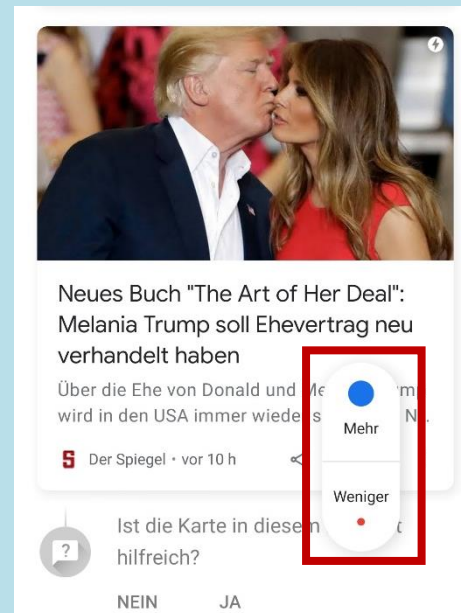 Neues Buch "The Art of Her Deal":
Melania Trump soll Ehevertrag neu
verhandelt haben
Über die Ehe von Donald und
wird in den USA immer
Der Spiegel • vor 10 h
Mehr
Weniger
Ist die Karte in diesem
hilfreich?
NEIN JA